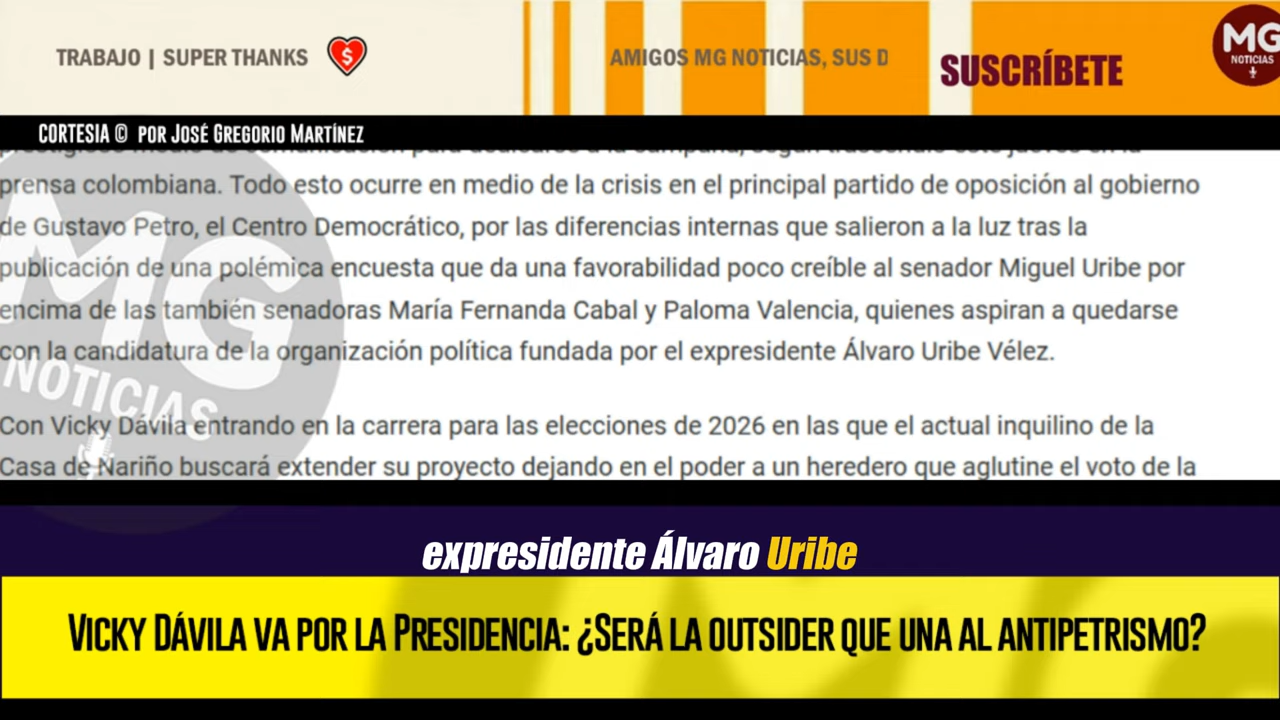 TRABAJO | SUPER THANKS
AMIGOS MG NOTICIAS, SUS D
SUSCRÍBETE
MG
NOTICIAS
CORTESIA © POR JOSÉ GREGORIO MARTÍNEZ
prensa colombiana. Todo esto ocurre en medio de la crisis en el principal partido de oposición al gobierno
de Gustavo Petro, el Centro Democrático, por las diferencias internas que salieron a la luz tras la
publicación de una polémica encuesta que da una favorabilidad poco creíble al senador Miguel Uribe por
encima de las también senadoras María Fernanda Cabal y Paloma Valencia, quienes aspiran a quedarse
con la candidatura de la organización política fundada por el expresidente Álvaro Uribe Vélez.
MG
NOTICIAS
Con Vicky Dávila entrando en la carrera para las elecciones de 2026 en las que el actual inquilino de la
Casa de Nariño buscará extender su proyecto dejando en el poder a un heredero que aglutine el voto de la
expresidente Álvaro Uribe
VICKY DÁVILA VA POR LA PRESIDENCIA: ¿SERÁ LA OUTSIDER QUE UNA AL ANTIPETRISMO?